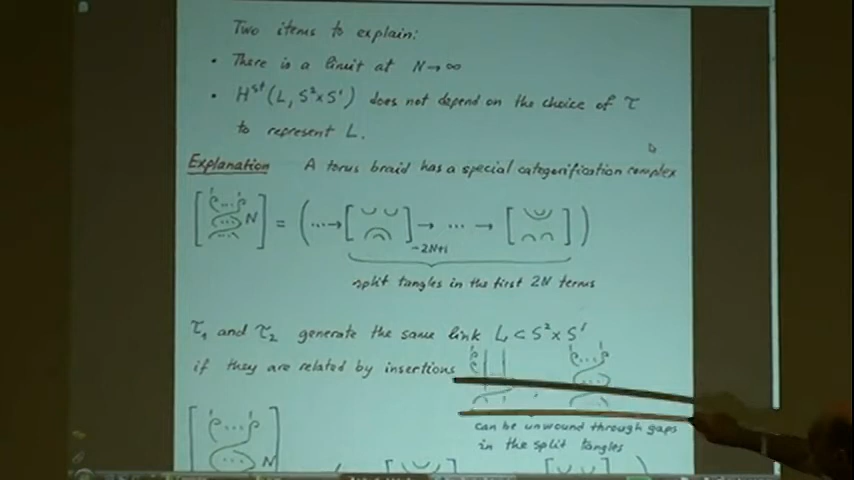 Two items to explain:
• There is a limit at N→∞
• Hˢᵗ(L, S²×S¹) does not depend on the choice of τ
to represent L.
Explanation A torus braid has a special categorification complex
[ ... N ] = (···→[ ]→ ··· →[ ])
-2N+1
split tangles in the first 2N terms
τ₁ and τ₂ generate the same link L ⊂ S²×S¹
if they are related by insertions
can be unwound through gaps
in the split tangles
N